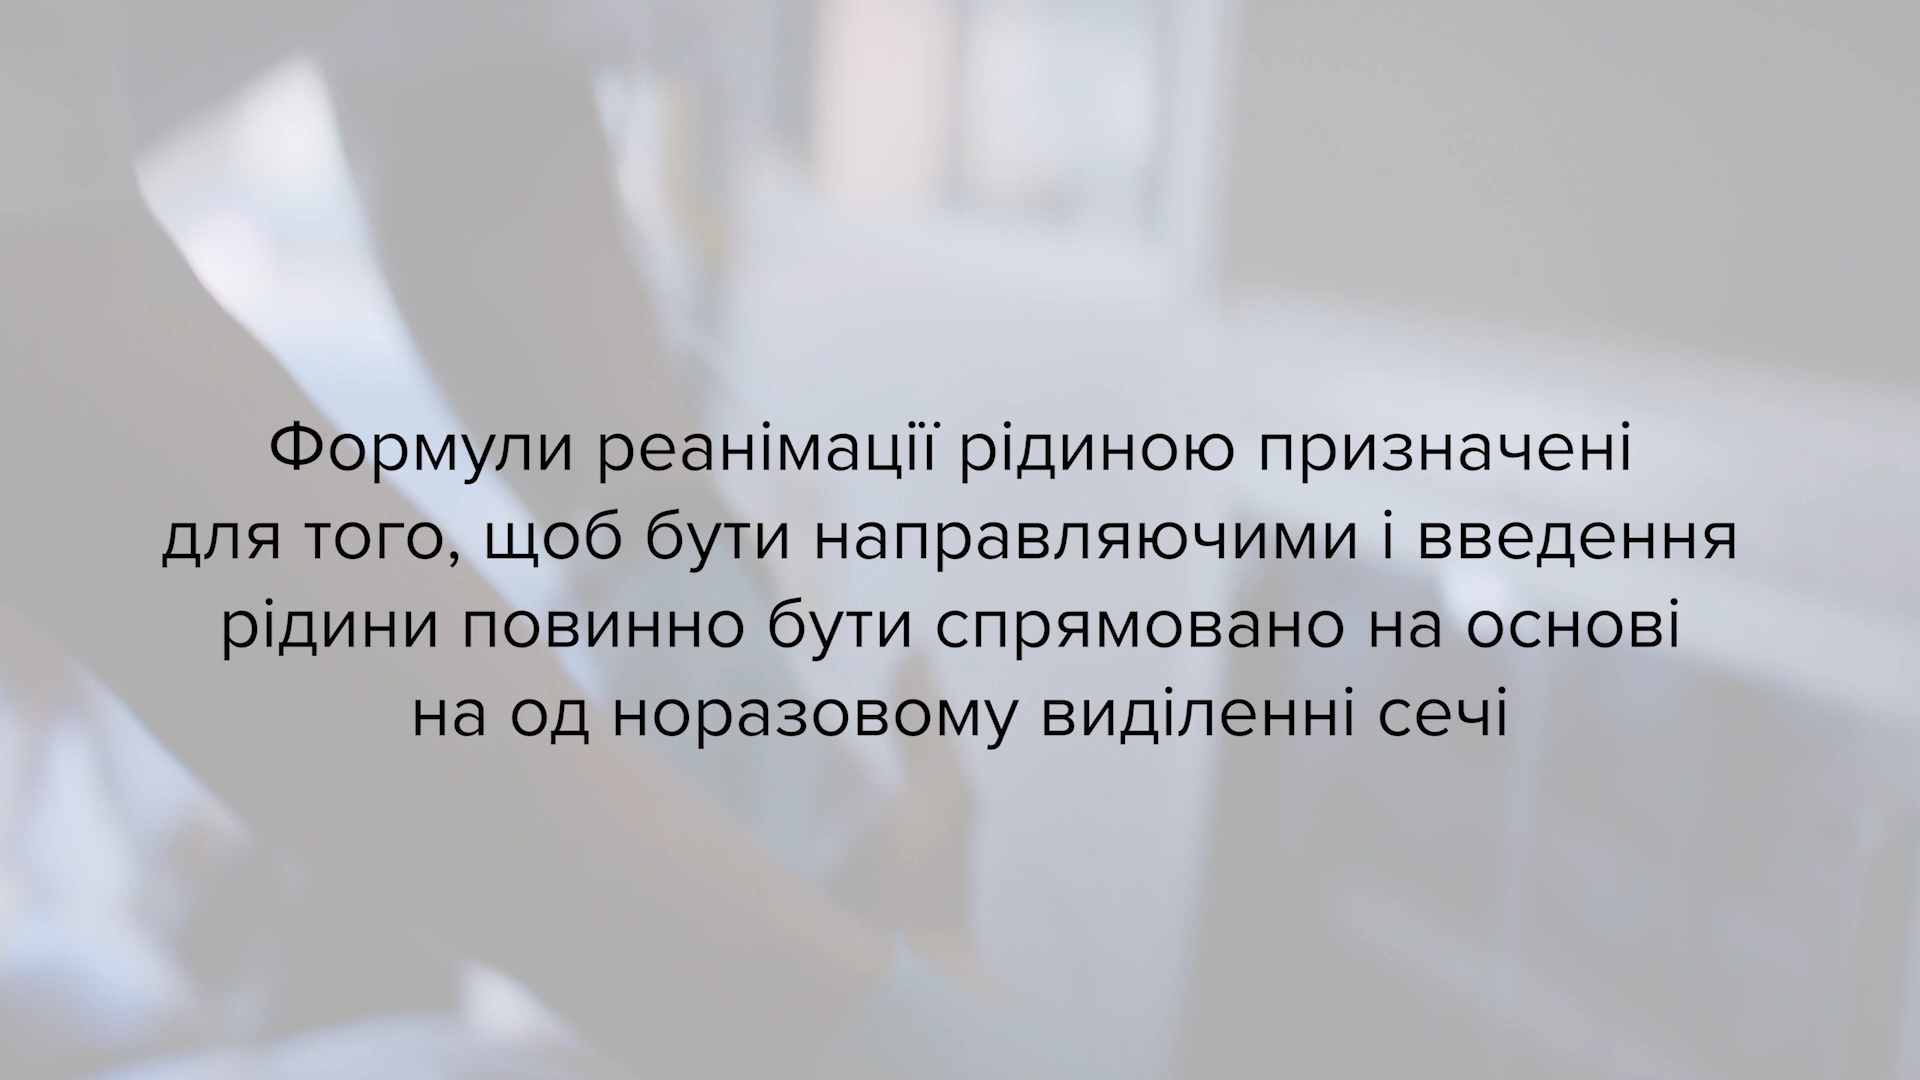 Формули реанімації рідиною призначені
для того, щоб бути направляючими і введення
рідини повинно бути спрямовано на основі
на од норазовому виділенні сечі